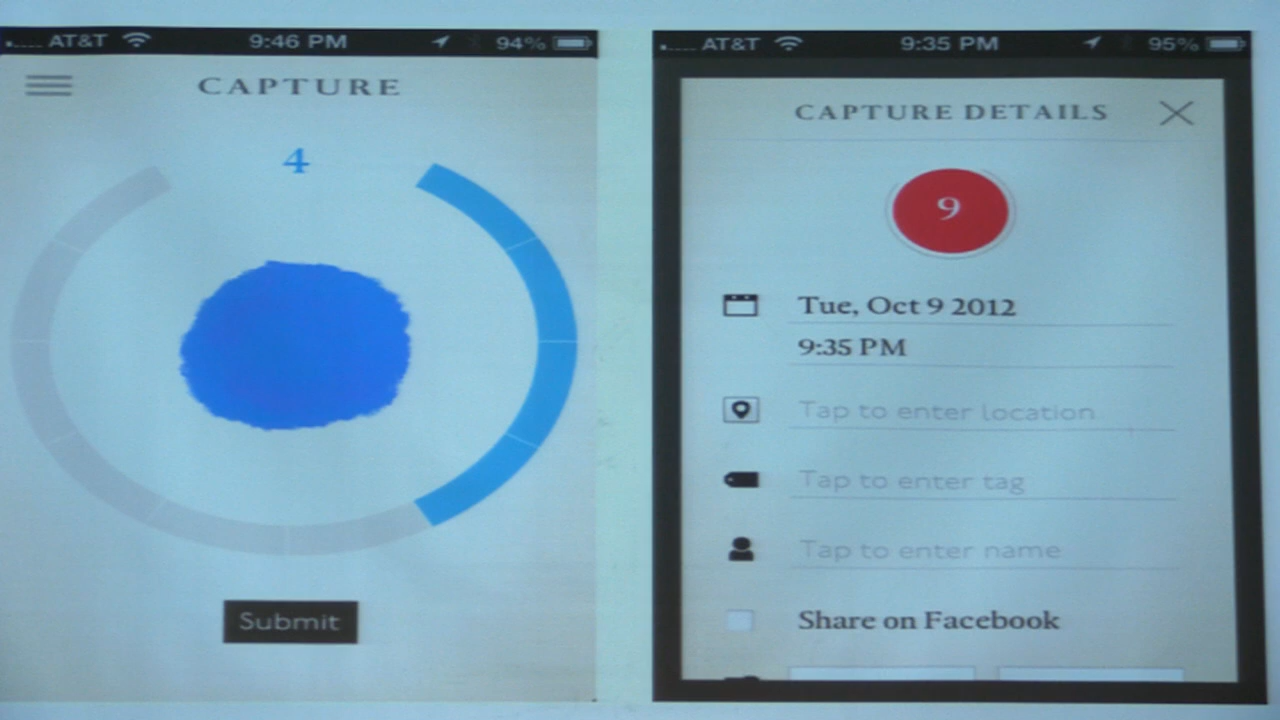 AT&T 9:46 PM 94%
CAPTURE
4
Submit
AT&T 9:35 PM 95%
CAPTURE DETAILS
9
Tue, Oct 9 2012
9:35 PM
Tap to enter location
Tap to enter tag
Tap to enter name
Share on Facebook